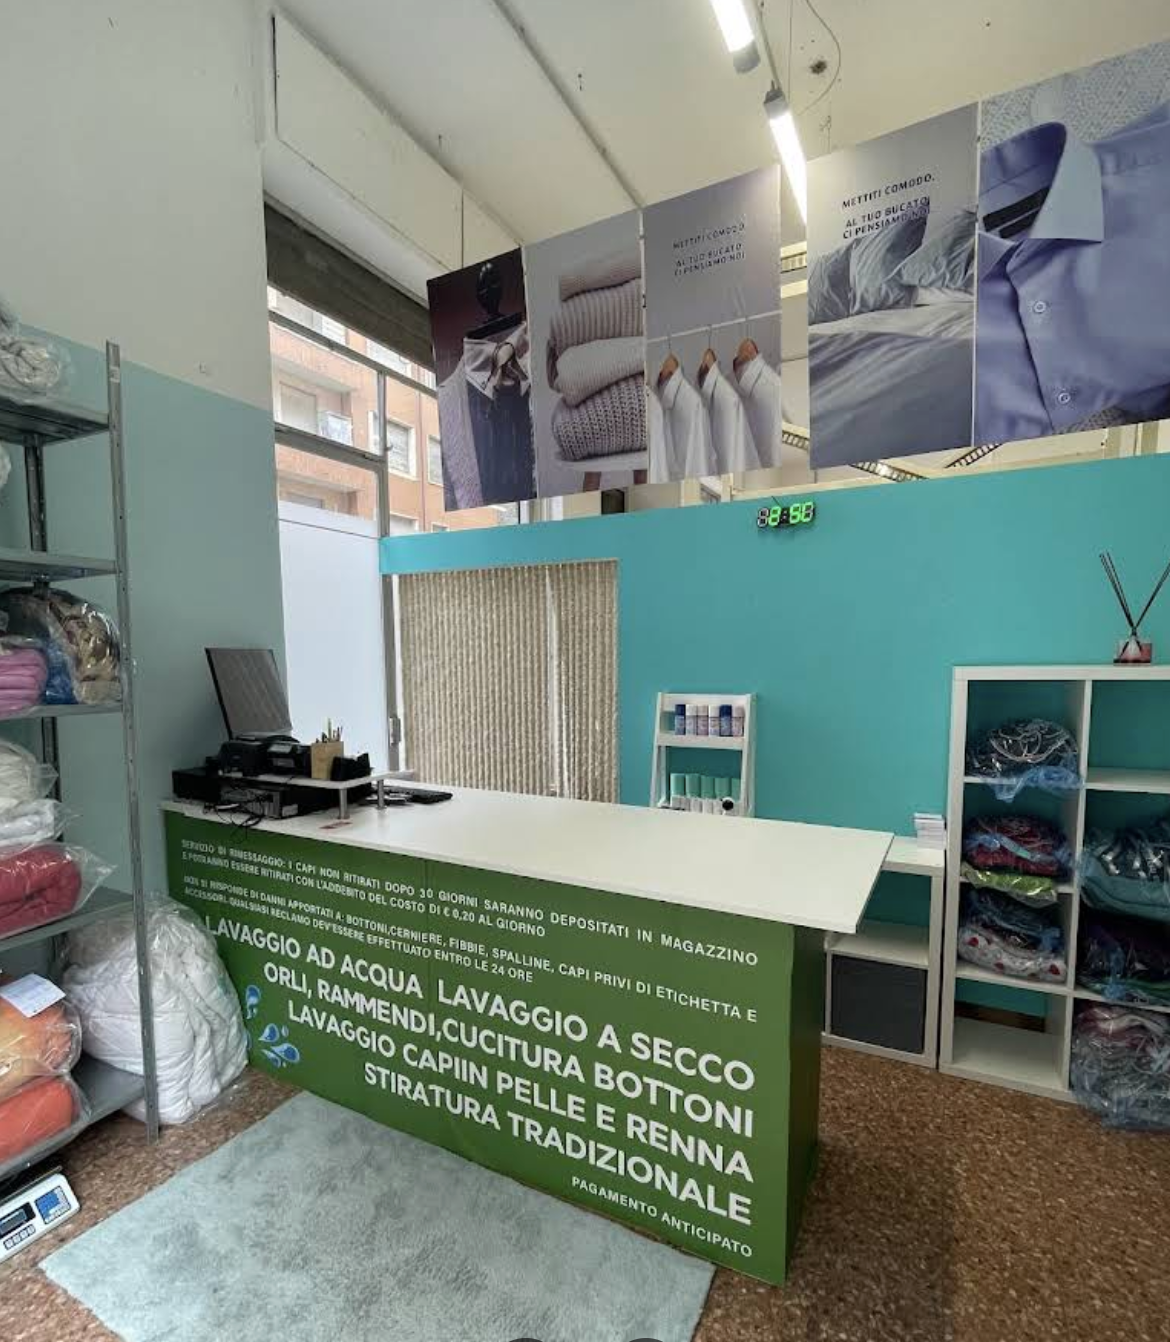 METTITI COMODO.
AL TUO BUCATO
CI PENSIAMO NOI
METTITI COMODO.
AL TUO BUCATO
CI PENSIAMO NOI
SERVIZIO DI RIMESSAGGIO: I CAPI NON RITIRATI DOPO 30 GIORNI SARANNO DEPOSITATI IN MAGAZZINO
E POTRANNO ESSERE RITIRATI CON L'ADDEBITO DEL COSTO DI € 0,20 AL GIORNO
NON SI RISPONDE DI DANNI APPORTATI A: BOTTONI,CERNIERE, FIBBIE, SPALLINE, CAPI PRIVI DI ETICHETTA E
ACCESSORI. QUALSIASI RECLAMO DEV'ESSERE EFFETTUATO ENTRO LE 24 ORE
LAVAGGIO AD ACQUA LAVAGGIO A SECCO
ORLI, RAMMENDI,CUCITURA BOTTONI
LAVAGGIO CAPIIN PELLE E RENNA
STIRATURA TRADIZIONALE
PAGAMENTO ANTICIPATO